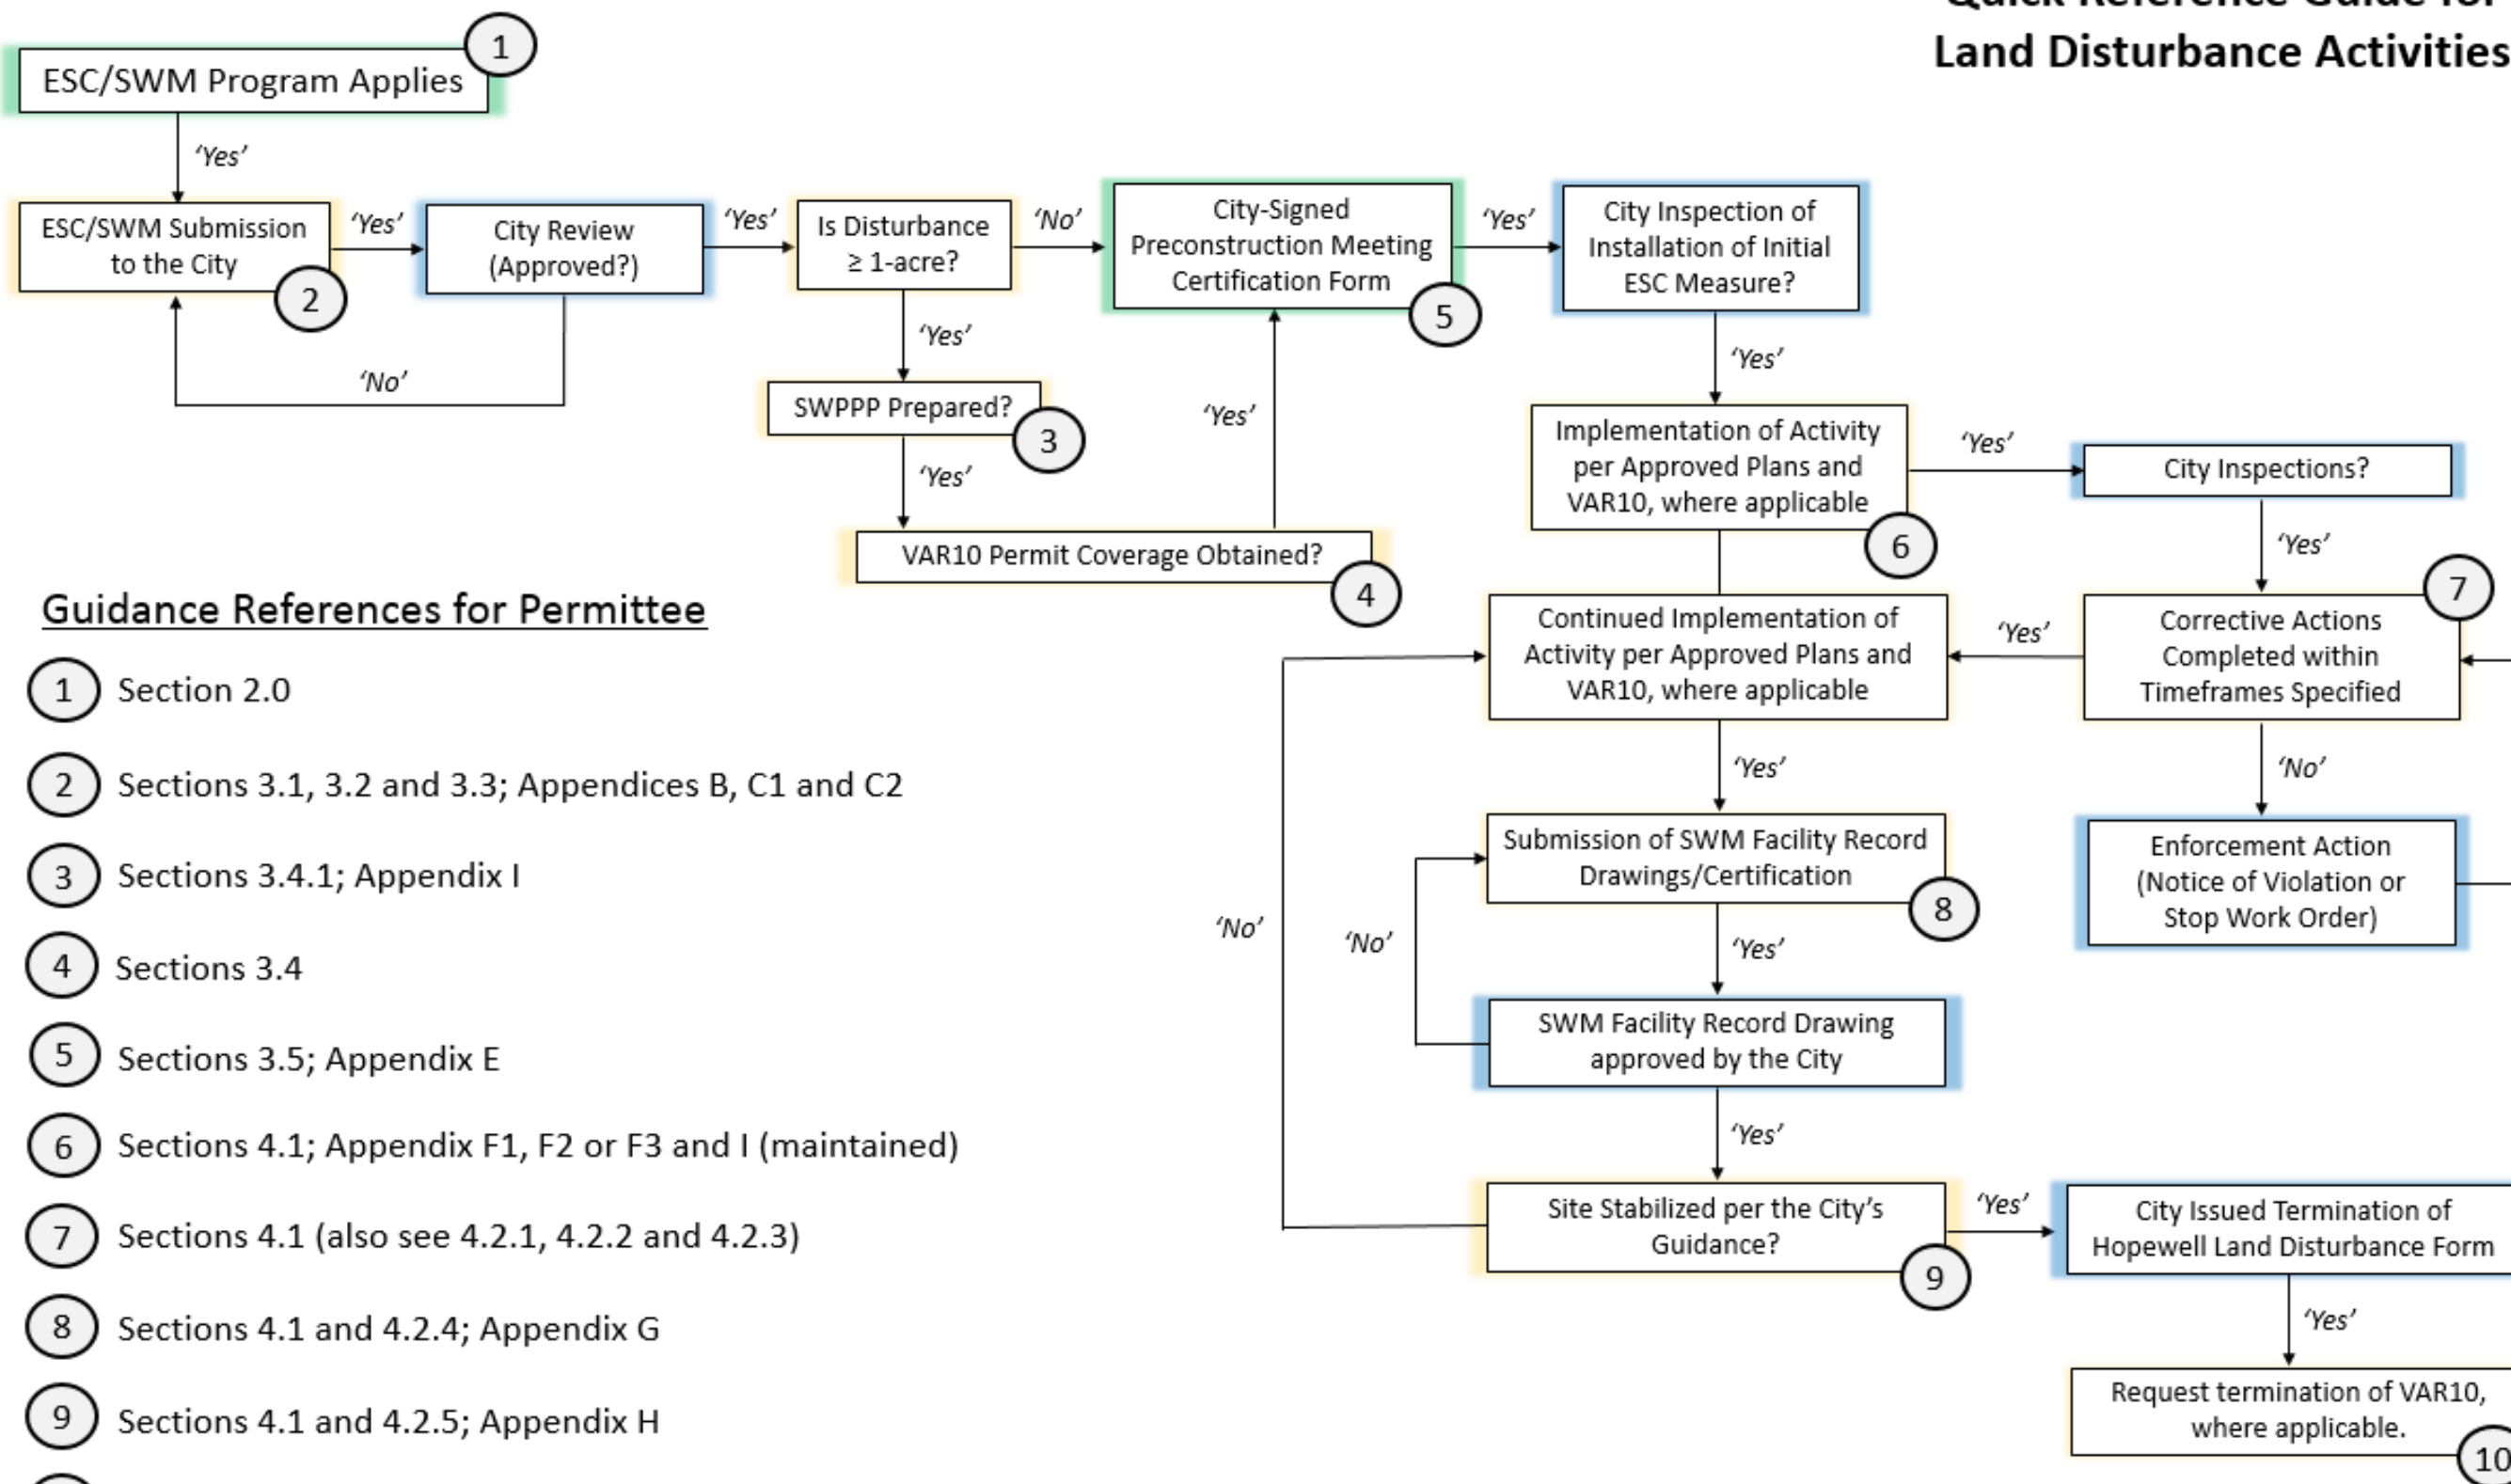 Quick Reference Guide for
Land Disturbance Activities
1
ESC/SWM Program Applies
‘Yes’
ESC/SWM Submission
to the City
2
‘Yes’
City Review
(Approved?)
‘No’
‘Yes’
Is Disturbance
≥ 1-acre?
‘No’
‘Yes’
SWPPP Prepared?
3
‘Yes’
VAR10 Permit Coverage Obtained?
4
‘Yes’
City-Signed
Preconstruction Meeting
Certification Form
5
‘Yes’
City Inspection of
Installation of Initial
ESC Measure?
‘Yes’
Implementation of Activity
per Approved Plans and
VAR10, where applicable
6
‘Yes’
City Inspections?
‘Yes’
7
Corrective Actions
Completed within
Timeframes Specified
‘Yes’
‘No’
Enforcement Action
(Notice of Violation or
Stop Work Order)
Continued Implementation of
Activity per Approved Plans and
VAR10, where applicable
‘Yes’
Submission of SWM Facility Record
Drawings/Certification
8
‘Yes’
‘No’
‘No’
SWM Facility Record Drawing
approved by the City
‘Yes’
Site Stabilized per the City’s
Guidance?
9
‘Yes’
City Issued Termination of
Hopewell Land Disturbance Form
‘Yes’
Request termination of VAR10,
where applicable.
10
Guidance References for Permittee
1 Section 2.0
2 Sections 3.1, 3.2 and 3.3; Appendices B, C1 and C2
3 Sections 3.4.1; Appendix I
4 Sections 3.4
5 Sections 3.5; Appendix E
6 Sections 4.1; Appendix F1, F2 or F3 and I (maintained)
7 Sections 4.1 (also see 4.2.1, 4.2.2 and 4.2.3)
8 Sections 4.1 and 4.2.4; Appendix G
9 Sections 4.1 and 4.2.5; Appendix H